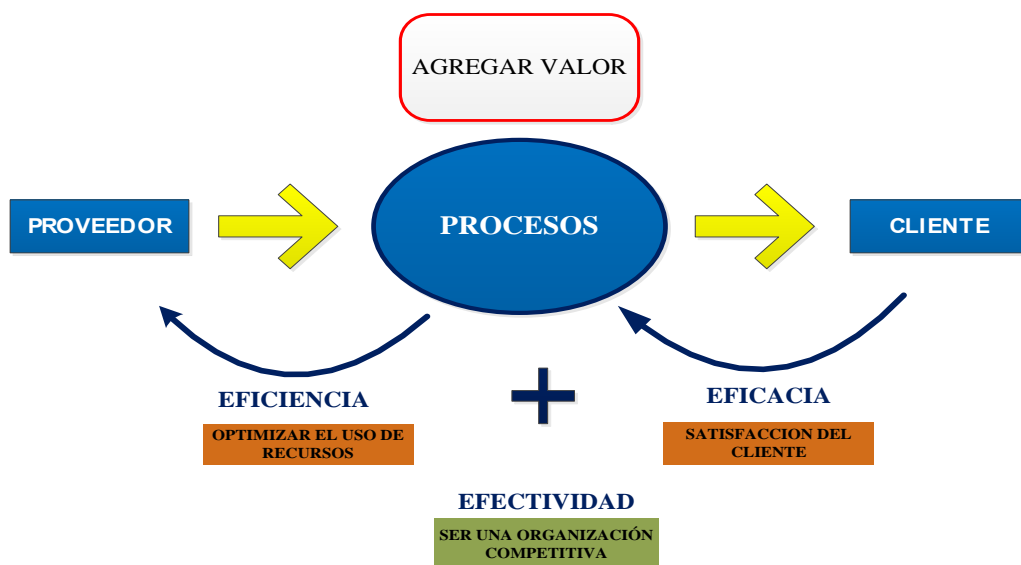 AGREGAR VALOR
PROVEEDOR
PROCESOS
CLIENTE
EFICIENCIA
OPTIMIZAR EL USO DE
RECURSOS
EFICACIA
SATISFACCION DEL
CLIENTE
EFECTIVIDAD
SER UNA ORGANIZACIÓN
COMPETITIVA